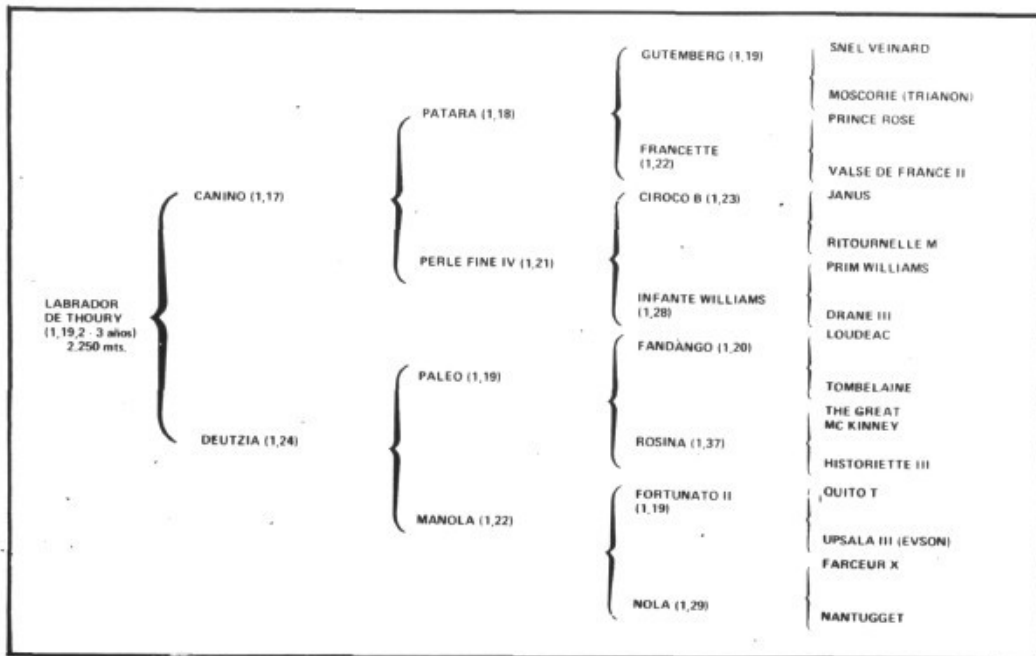 LABRADOR
DE THOURY
(1,19,2 - 3 años)
2.250 mts.
CANINO (1,17)
DEUTZIA (1,24)
PATARA (1,18)
PERLE FINE IV (1,21)
PALEO (1,19)
MANOLA (1,22)
GUTEMBERG (1,19)
FRANCETTE
(1,22)
CIROCO B (1,23)
INFANTE WILLIAMS
(1,28)
FANDANGO (1,20)
ROSINA (1,37)
FORTUNATO II
(1,19)
NOLA (1,29)
SNEL VEINARD
MOSCORIE (TRIANON)
PRINCE ROSE
VALSE DE FRANCE II
JANUS
RITOURNELLE M
PRIM WILLIAMS
DRANE III
LOUDEAC
TOMBELAINE
THE GREAT
MC KINNEY
HISTORIETTE III
QUITO T
UPSALA III (EVSON)
FARCEUR X
NANTUGGET